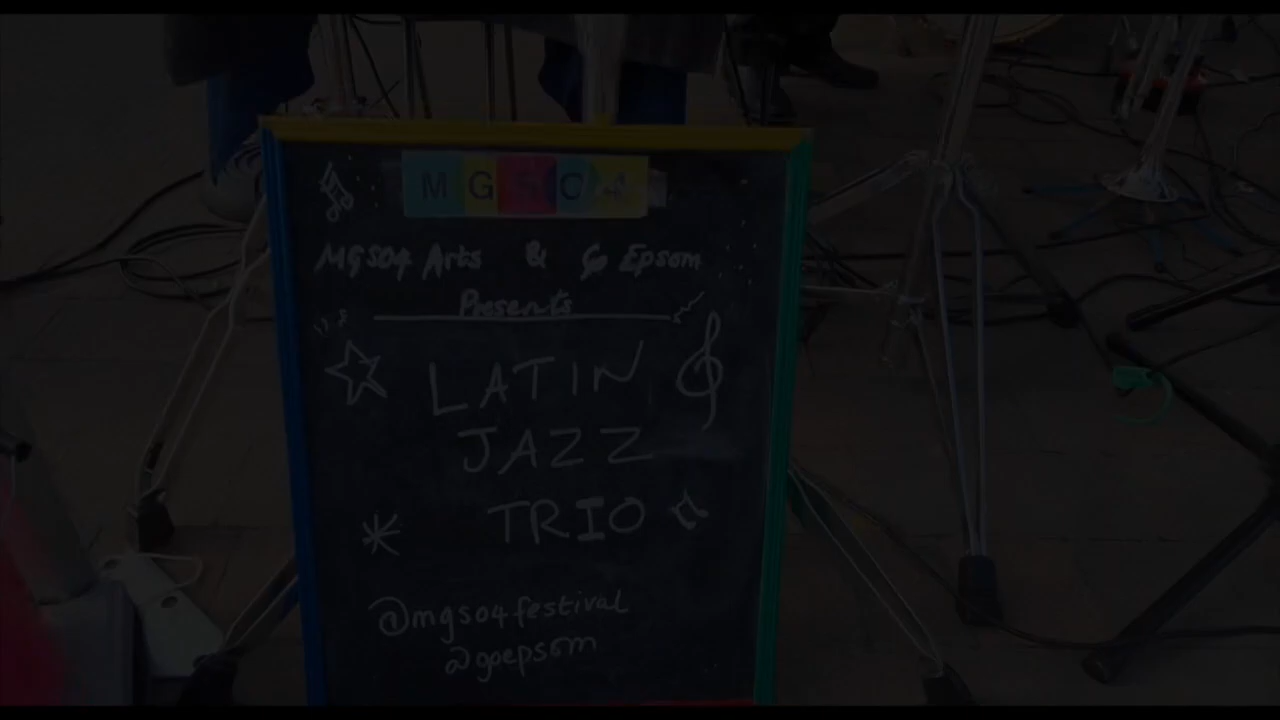 MGSO4
MGSO4 Arts & Go Epsom
Presents
LATIN
JAZZ
TRIO
@mgso4festival
@goepsom